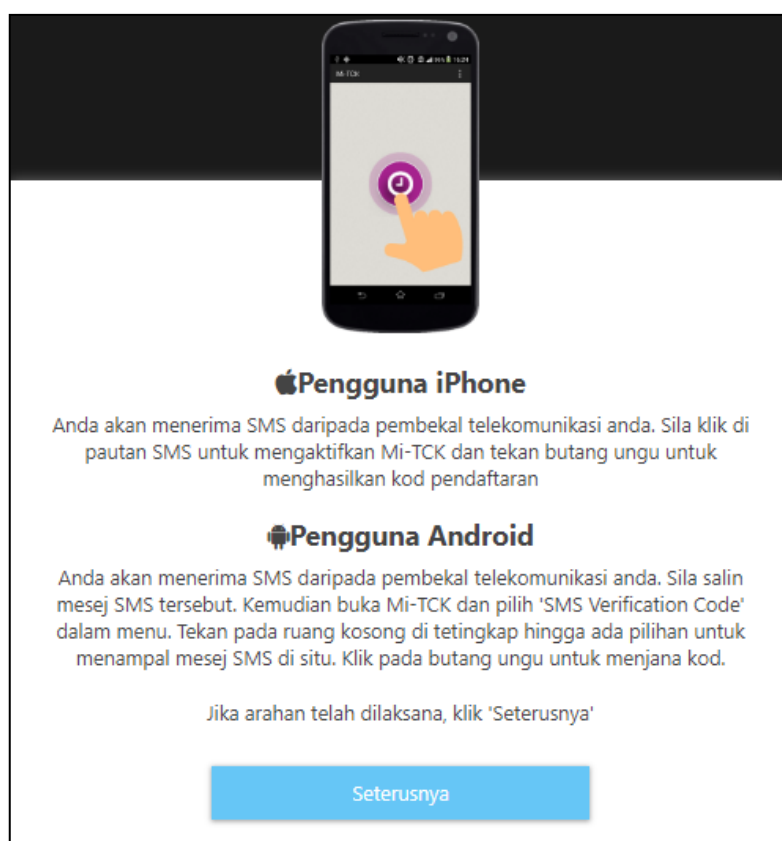 Mi-TCK
Pengguna iPhone
Anda akan menerima SMS daripada pembekal telekomunikasi anda. Sila klik di
pautan SMS untuk mengaktifkan Mi-TCK dan tekan butang ungu untuk
menghasilkan kod pendaftaran
Pengguna Android
Anda akan menerima SMS daripada pembekal telekomunikasi anda. Sila salin
mesej SMS tersebut. Kemudian buka Mi-TCK dan pilih 'SMS Verification Code'
dalam menu. Tekan pada ruang kosong di tetingkap hingga ada pilihan untuk
menampal mesej SMS di situ. Klik pada butang ungu untuk menjana kod.
Jika arahan telah dilaksana, klik 'Seterusnya'
Seterusnya